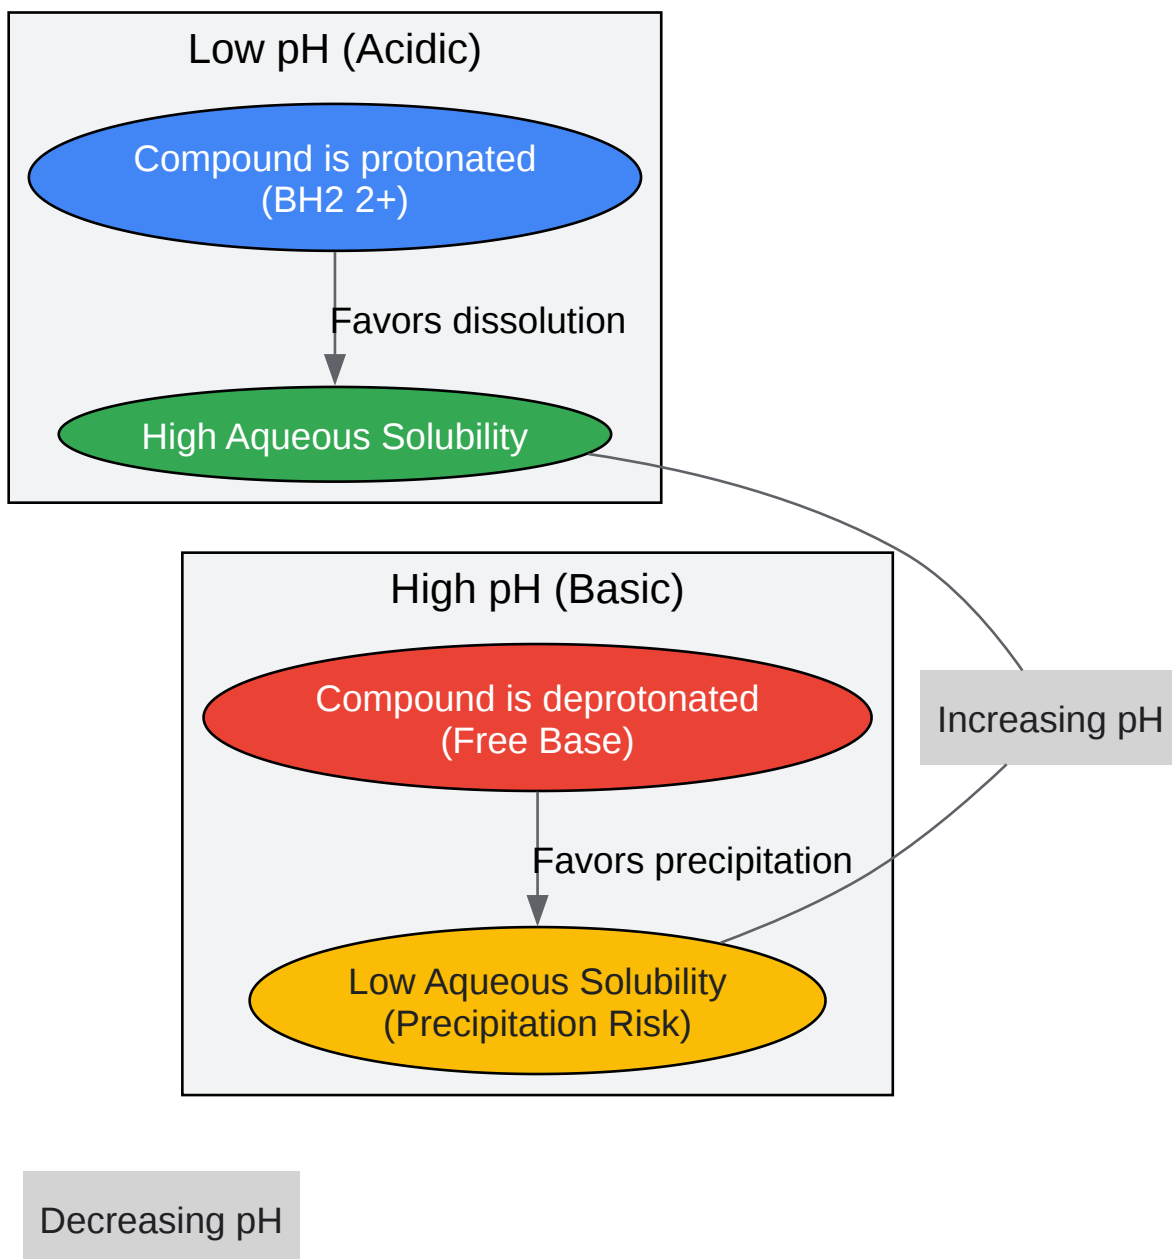 Low pH (Acidic)
Compound is protonated
(BH2 2+)
Favors dissolution
High Aqueous Solubility
High pH (Basic)
Compound is deprotonated
(Free Base)
Increasing pH
Favors precipitation
Low Aqueous Solubility
(Precipitation Risk)
Decreasing pH